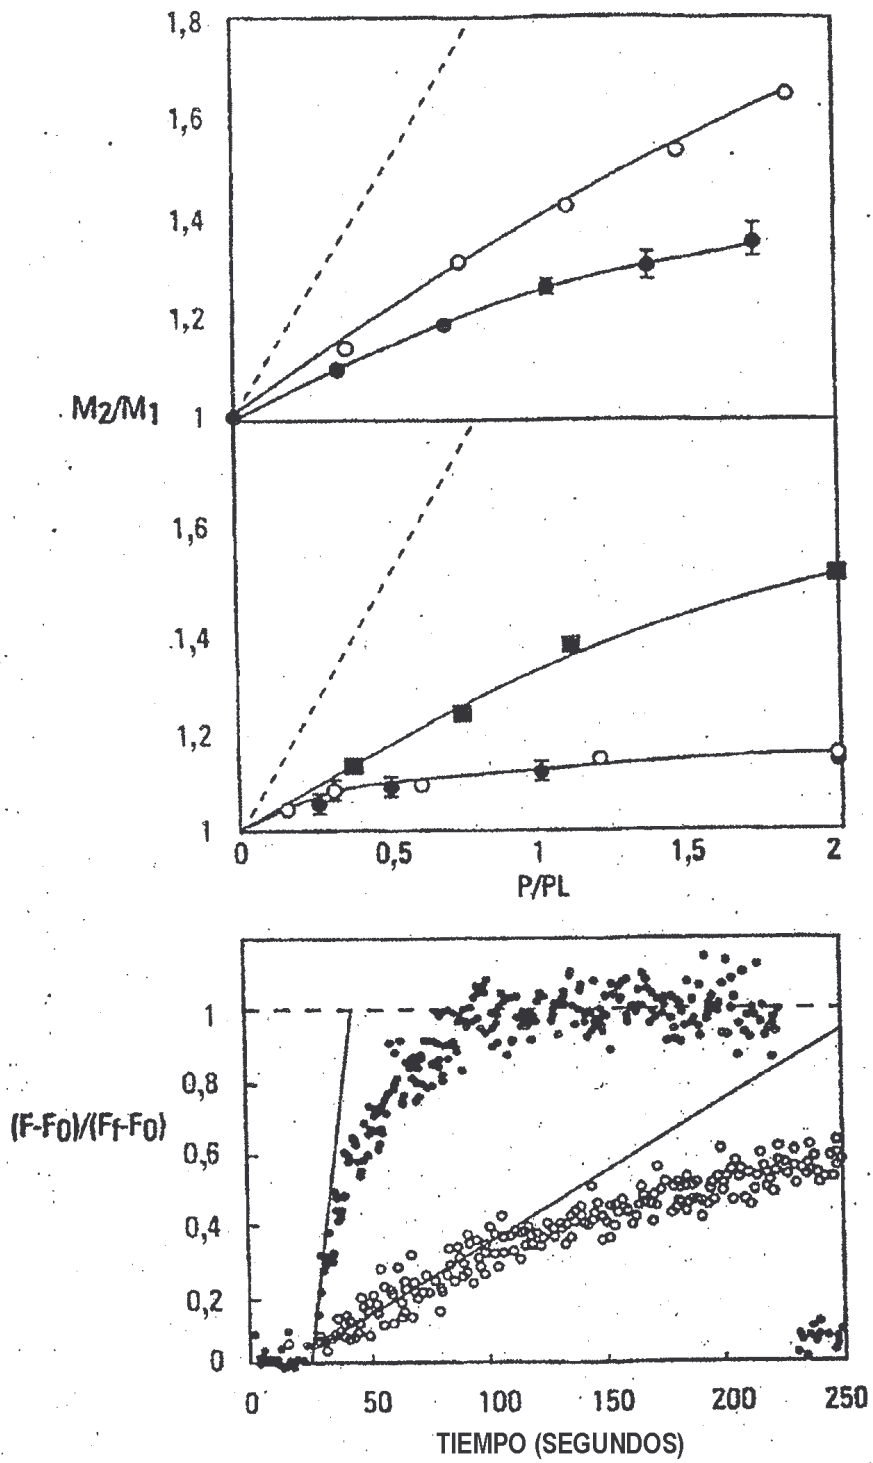 1,8
1,6
1,4
1,2
M2/M1
1
1,6
1,4
1,2
1
0 0,5 1 1,5 2
P/PL
1
0,8
(F-F0)/(Ff-F0)
0,6
0,4
0,2
0
0 50 100 150 200 250
TIEMPO (SEGUNDOS)